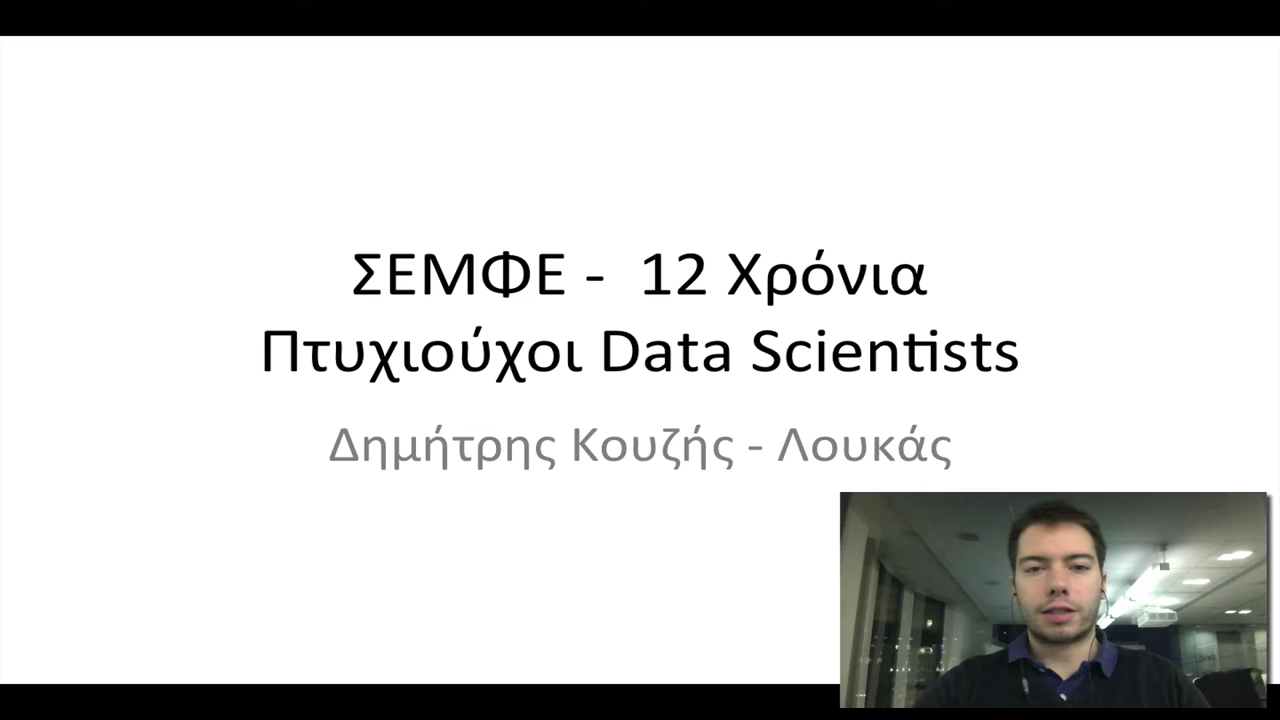 ΣΕΜΦΕ - 12 Χρόνια
Πτυχιούχοι Data Scientists
Δημήτρης Κουζής - Λουκάς